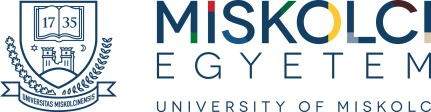 17 35
UNIVERSITAS MISKOLCINENSIS
MISKOLCI
EGYETEM
UNIVERSITY OF MISKOLC